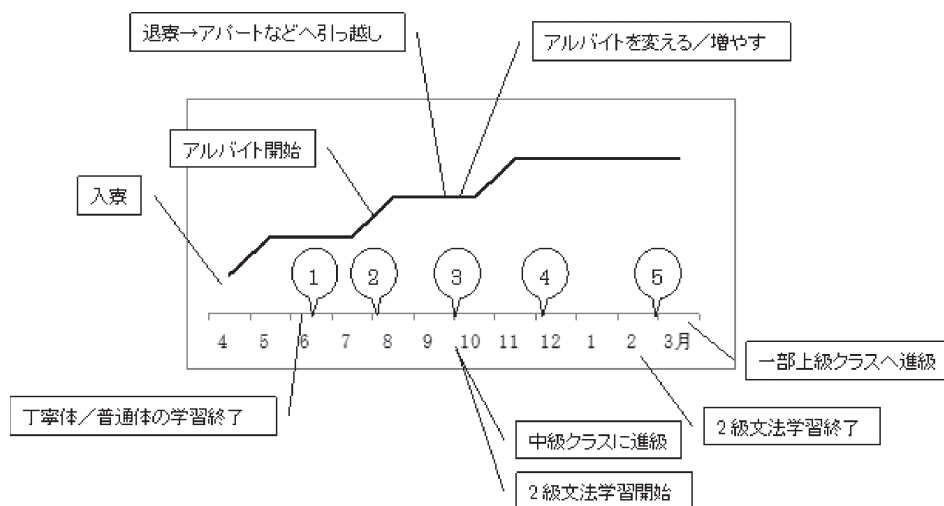 退寮→アパートなどへ引っ越し
アルバイトを変える／増やす
アルバイト開始
入寮
1 2 3 4 5
4 5 6 7 8 9 10 11 12 1 2 3月
一部上級クラスへ進級
丁寧体／普通体の学習終了
2級文法学習終了
中級クラスに進級
2級文法学習開始